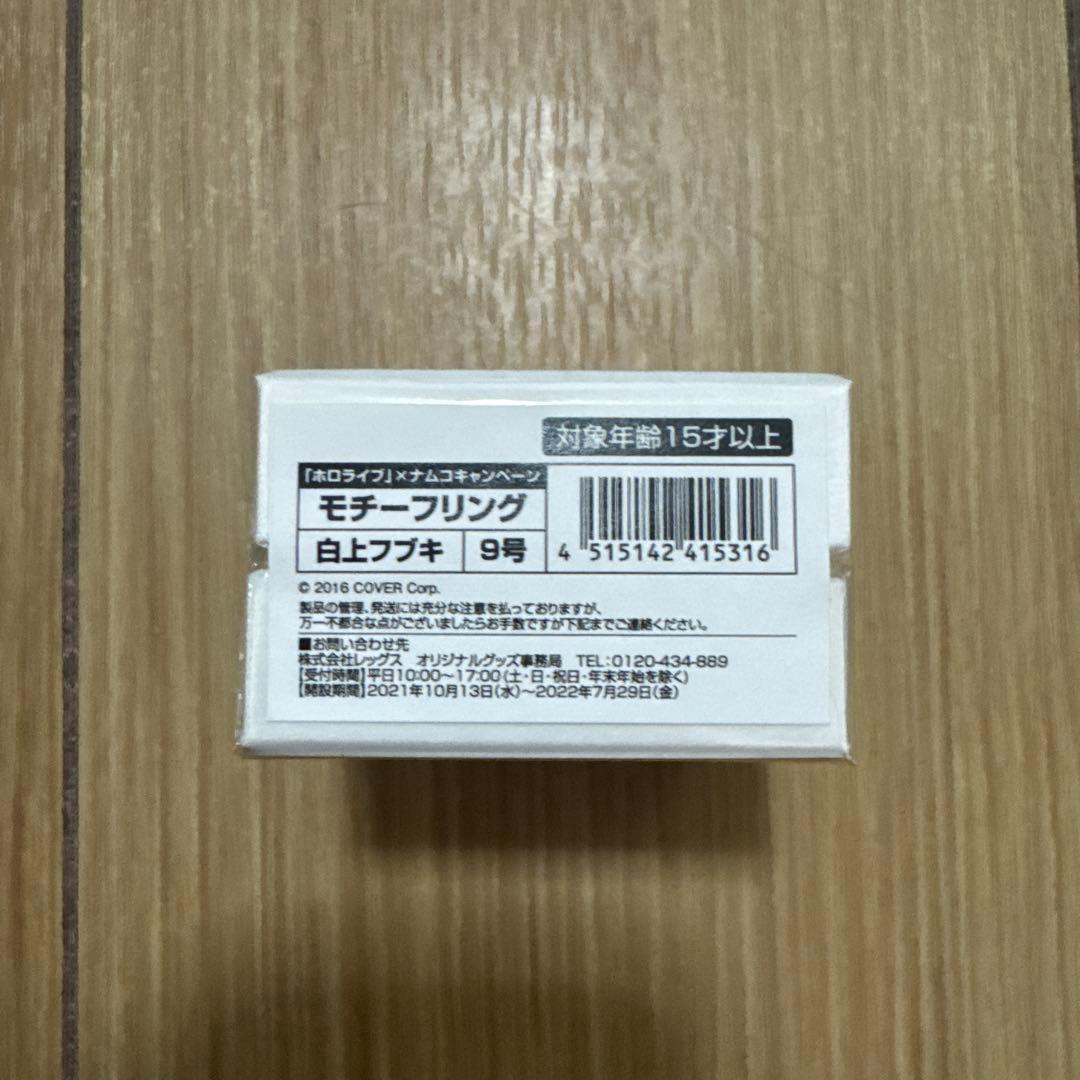 対象年齢15才以上
「ホロライブ」×ナムコキャンペーン
モチーフリング
白上フブキ 9号
4 515142 415316
© 2016 COVER Corp.
製品の管理、発送には充分な注意を払っておりますが、
万一不都合な点がございましたらお手数ですが下記までご連絡ください。
■お問い合わせ先
株式会社レッグス オリジナルグッズ事務局 TEL:0120-434-889
【受付時間】平日10:00～17:00(土・日・祝日・年末年始を除く)
【開設期間】2021年10月13日(水)～2022年7月29日(金)